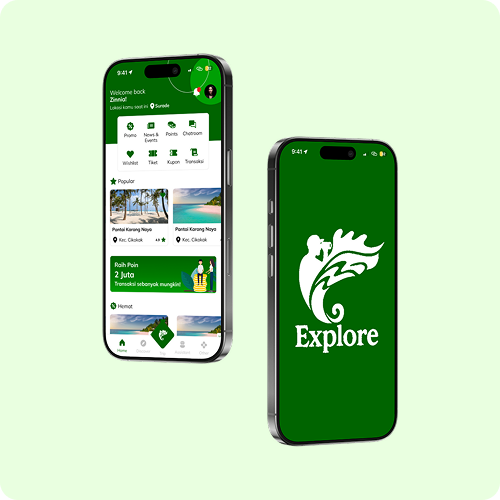 9:41
Welcome back
Zinnia!
Lokasi kamu saat ini Surade
Promo
News & Events
Points
Chatroom
Wishlist
Tiket
Kupon
Transaksi
Popular
Pantai Karang Naya
Kec. Cikakak
4.8
Pantai Karang Naya
Kec. Cikakak
Raih Poin
2 Juta
Transaksi sebanyak mungkin!
Hemat
Home
9:41
Explore